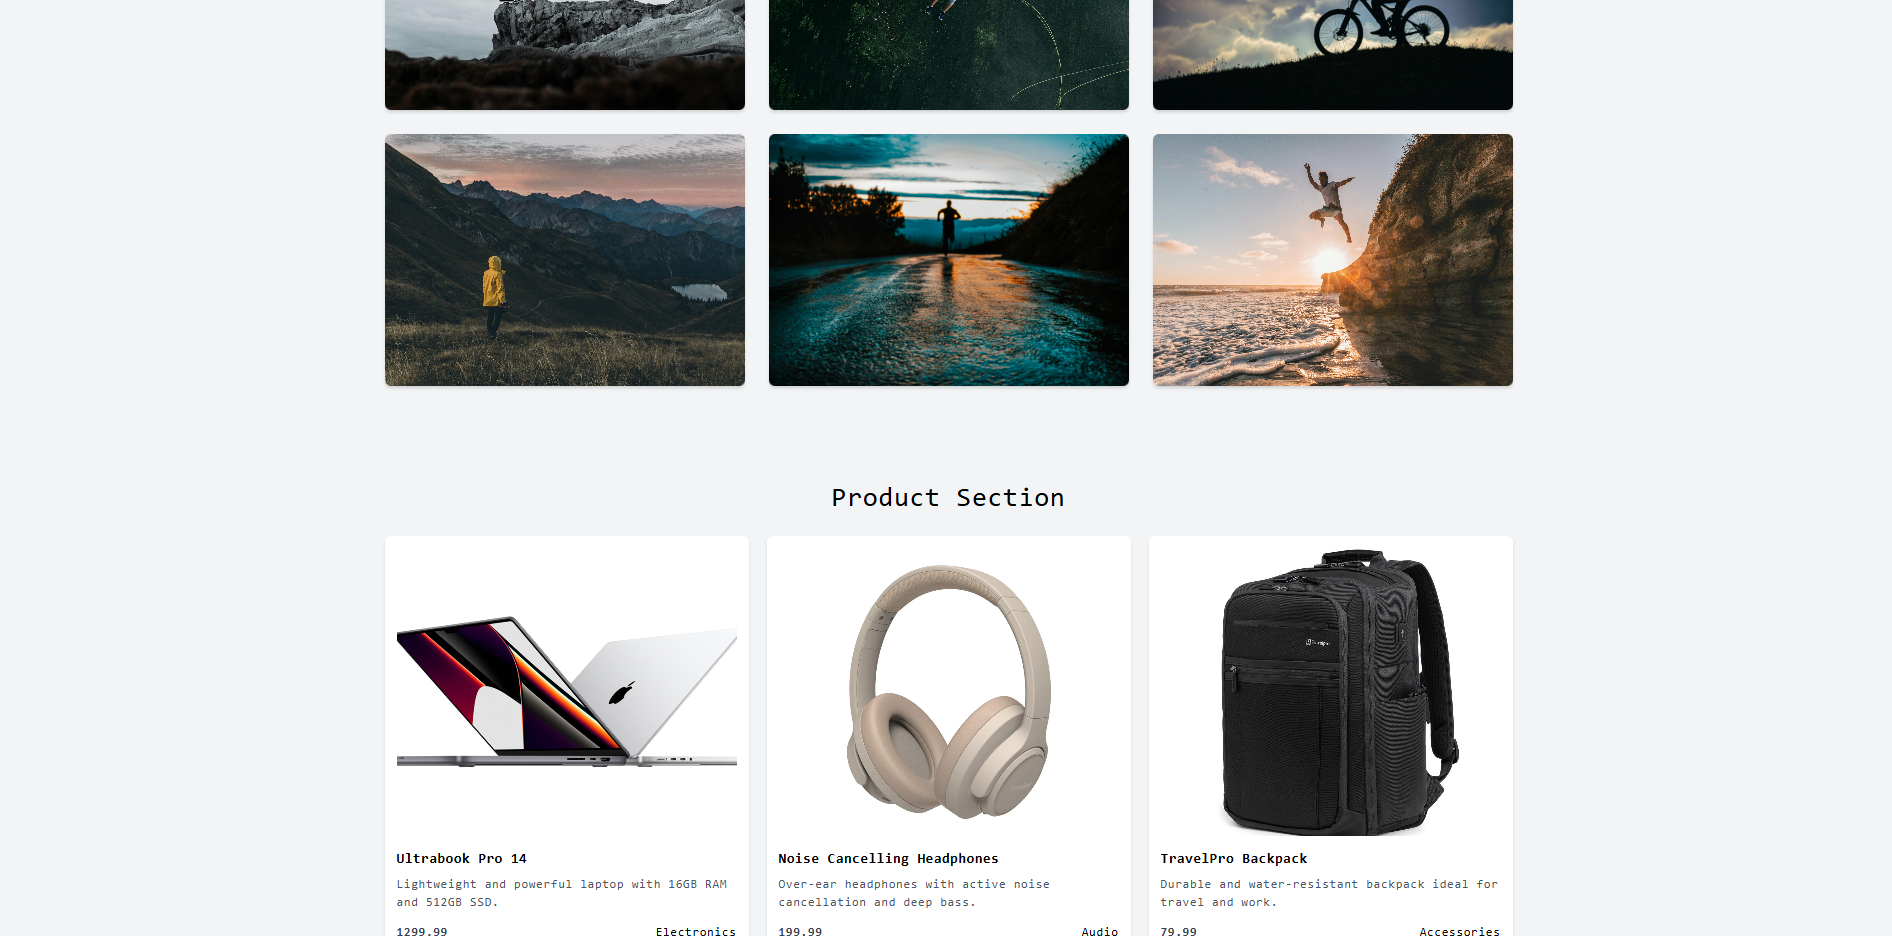 Product Section
Ultrabook Pro 14
Lightweight and powerful laptop with 16GB RAM
and 512GB SSD.
1299.99
Electronics
Noise Cancelling Headphones
Over-ear headphones with active noise
cancellation and deep bass.
199.99
Audio
TravelPro Backpack
Durable and water-resistant backpack ideal for
travel and work.
79.99
Accessories